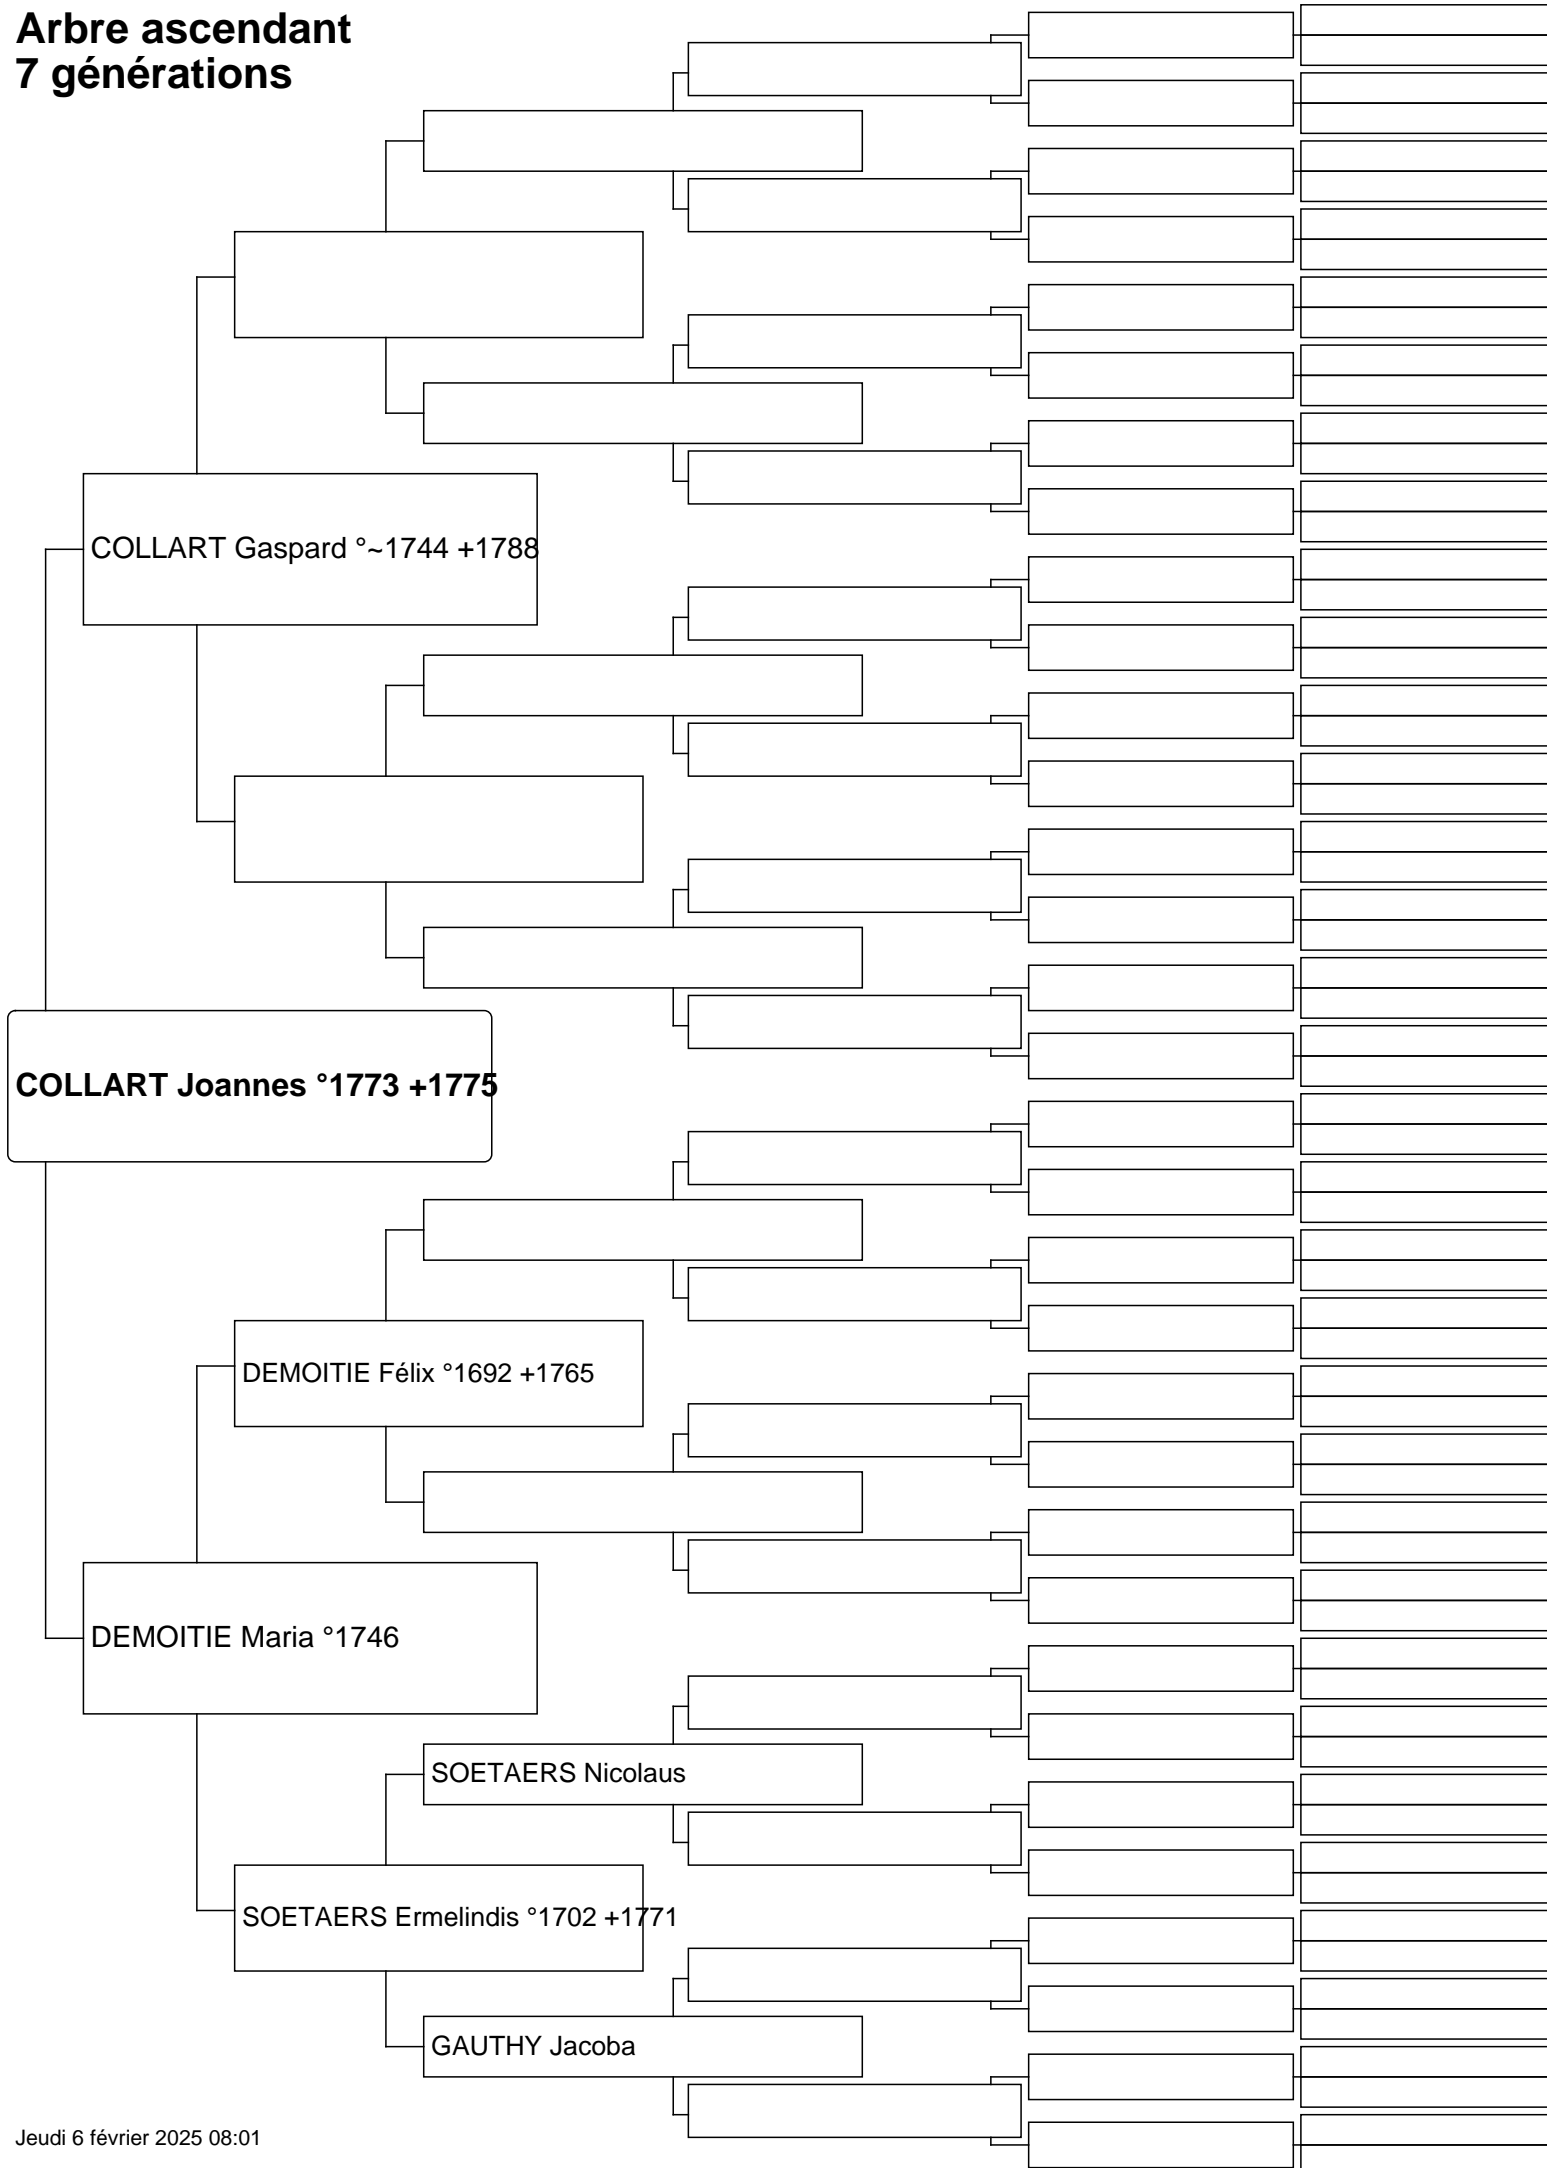 Arbre ascendant
7 générations
COLLART Gaspard °~1744 +1788
COLLART Joannes °1773 +1775
DEMOITIE Félix °1692 +1765
DEMOITIE Maria °1746
SOETAERS Nicolaus
SOETAERS Ermelindis °1702 +1771
GAUTHY Jacoba
Jeudi 6 février 2025 08:01